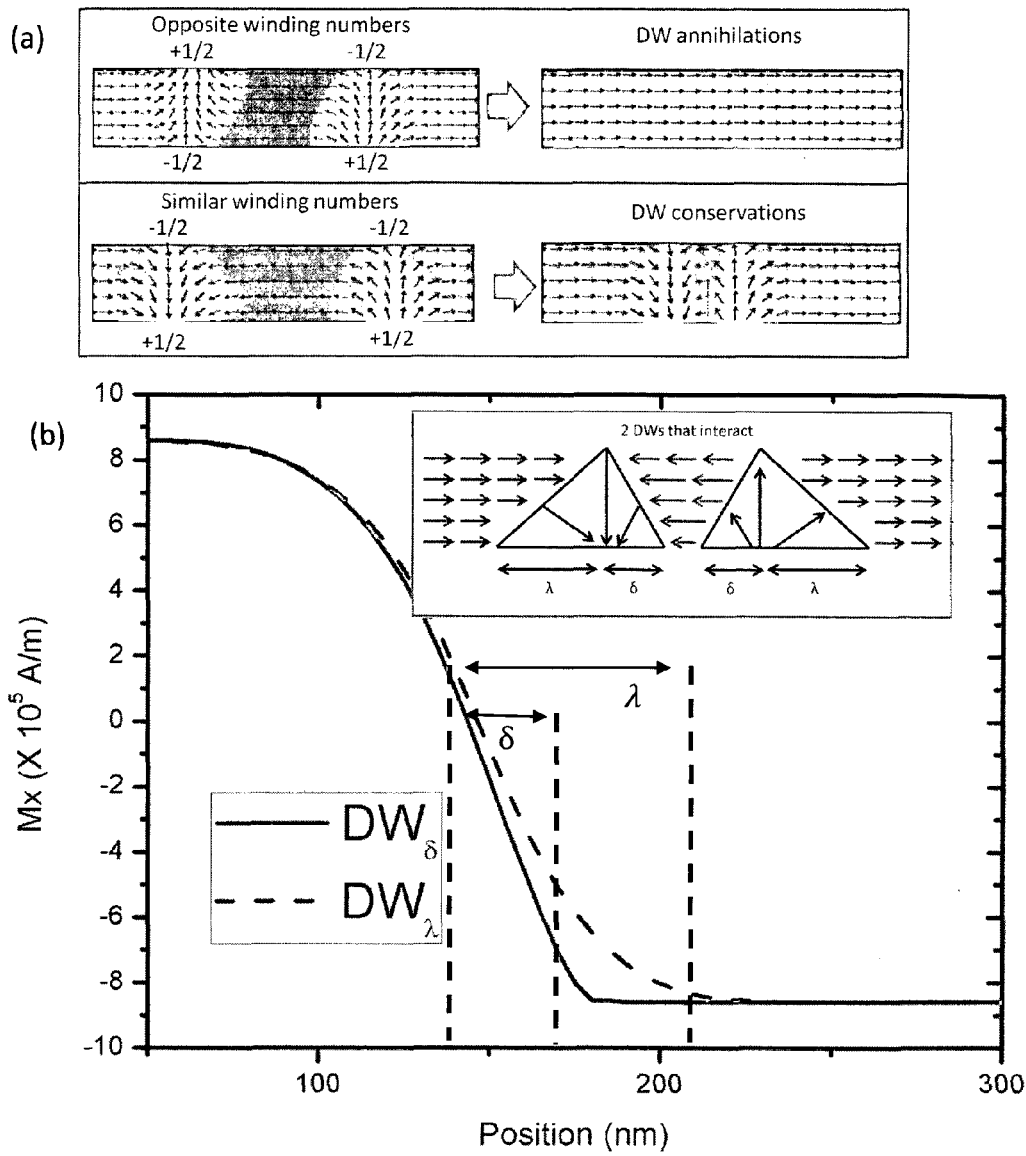 (a)
Opposite winding numbers
DW annihilations
+1/2 -1/2
-1/2 +1/2
Similar winding numbers
DW conservations
-1/2 -1/2
+1/2 +1/2
(b)
2 DWs that interact
λ δ δ λ
λ
δ
DWδ
DWλ
Mx (X 10⁵ A/m)
10
8
6
4
2
0
-2
-4
-6
-8
-10
100 200 300
Position (nm)